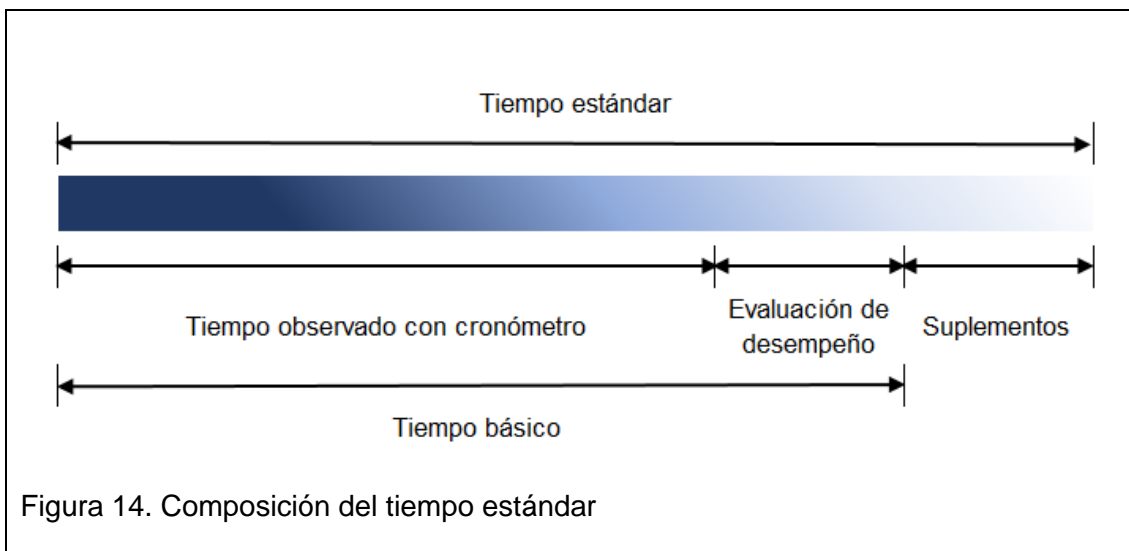 Tiempo estándar
Tiempo observado con cronómetro
Evaluación de
desempeño
Suplementos
Tiempo básico
Figura 14. Composición del tiempo estándar